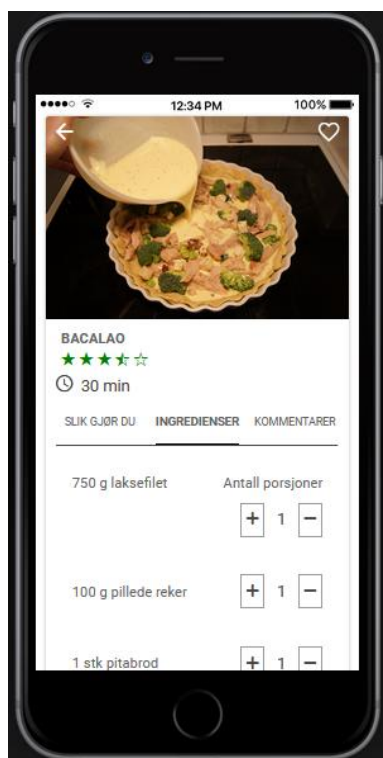 12:34 PM 100%
BACALAO
30 min
SLIK GJØR DU INGREDIENSER KOMMENTARER
750 g laksefilet Antall porsjoner
+ 1 −
100 g pillede reker + 1 −
1 stk pitabrod + 1 −